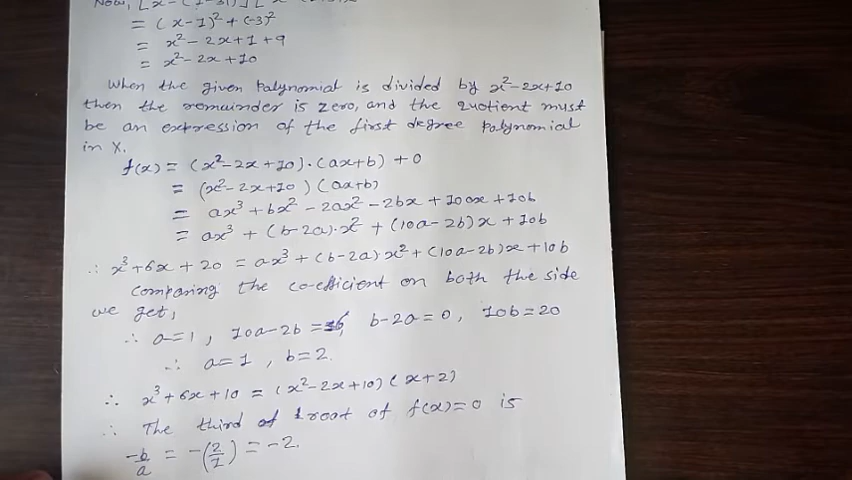 Now, [x-(1-3i)] [x
= (x-1)² + (-3)²
= x² - 2x + 1 + 9
= x² - 2x + 10
When the given Polynomial is divided by x²-2x+10
then the remainder is zero, and the quotient must
be an expression of the first degree Polynomial
in X.
f(x) = (x²-2x+10)·(ax+b) + 0
= (x²-2x+10) (ax+b)
= ax³ + bx² - 2ax² - 2bx + 10ax + 10b
= ax³ + (b-2a)·x² + (10a-2b)x + 10b
∴ x³+6x+20 = ax³+(b-2a)x²+(10a-2b)x+10b
Comparing the co-efficient on both the side
we get,
∴ a=1, 10a-2b = 6, b-2a=0, 10b=20
∴ a=1, b=2.
∴ x³+6x+10 = (x²-2x+10)(x+2)
∴ The third root of f(x)=0 is
-b/a = -(2/1) = -2.